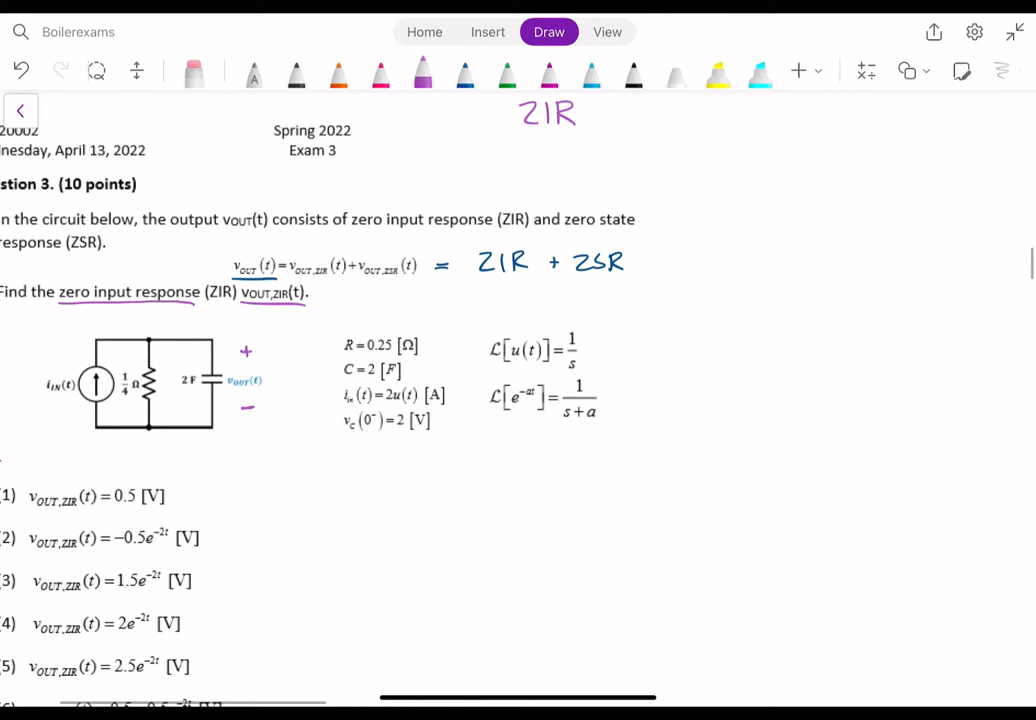 Boilerexams
Home Insert Draw View
A
ZIR
20002 Spring 2022
nesday, April 13, 2022 Exam 3
stion 3. (10 points)
n the circuit below, the output vOUT(t) consists of zero input response (ZIR) and zero state
esponse (ZSR).
vOUT (t)=vOUT,ZIR (t)+vOUT,ZSR (t) = ZIR + ZSR
Find the zero input response (ZIR) vOUT,ZIR(t).
R=0.25 [Ω]
C=2 [F]
iin(t)=2u(t) [A]
vc(0⁻)=2 [V]
ℒ[u(t)]=1/s
ℒ[e^-at]=1/(s+a)
iIN(t) 1/4 Ω 2 F + vOUT(t) -
1) vOUT,ZIR(t)=0.5 [V]
2) vOUT,ZIR(t)=-0.5e^-2t [V]
3) vOUT,ZIR(t)=1.5e^-2t [V]
4) vOUT,ZIR(t)=2e^-2t [V]
5) vOUT,ZIR(t)=2.5e^-2t [V]